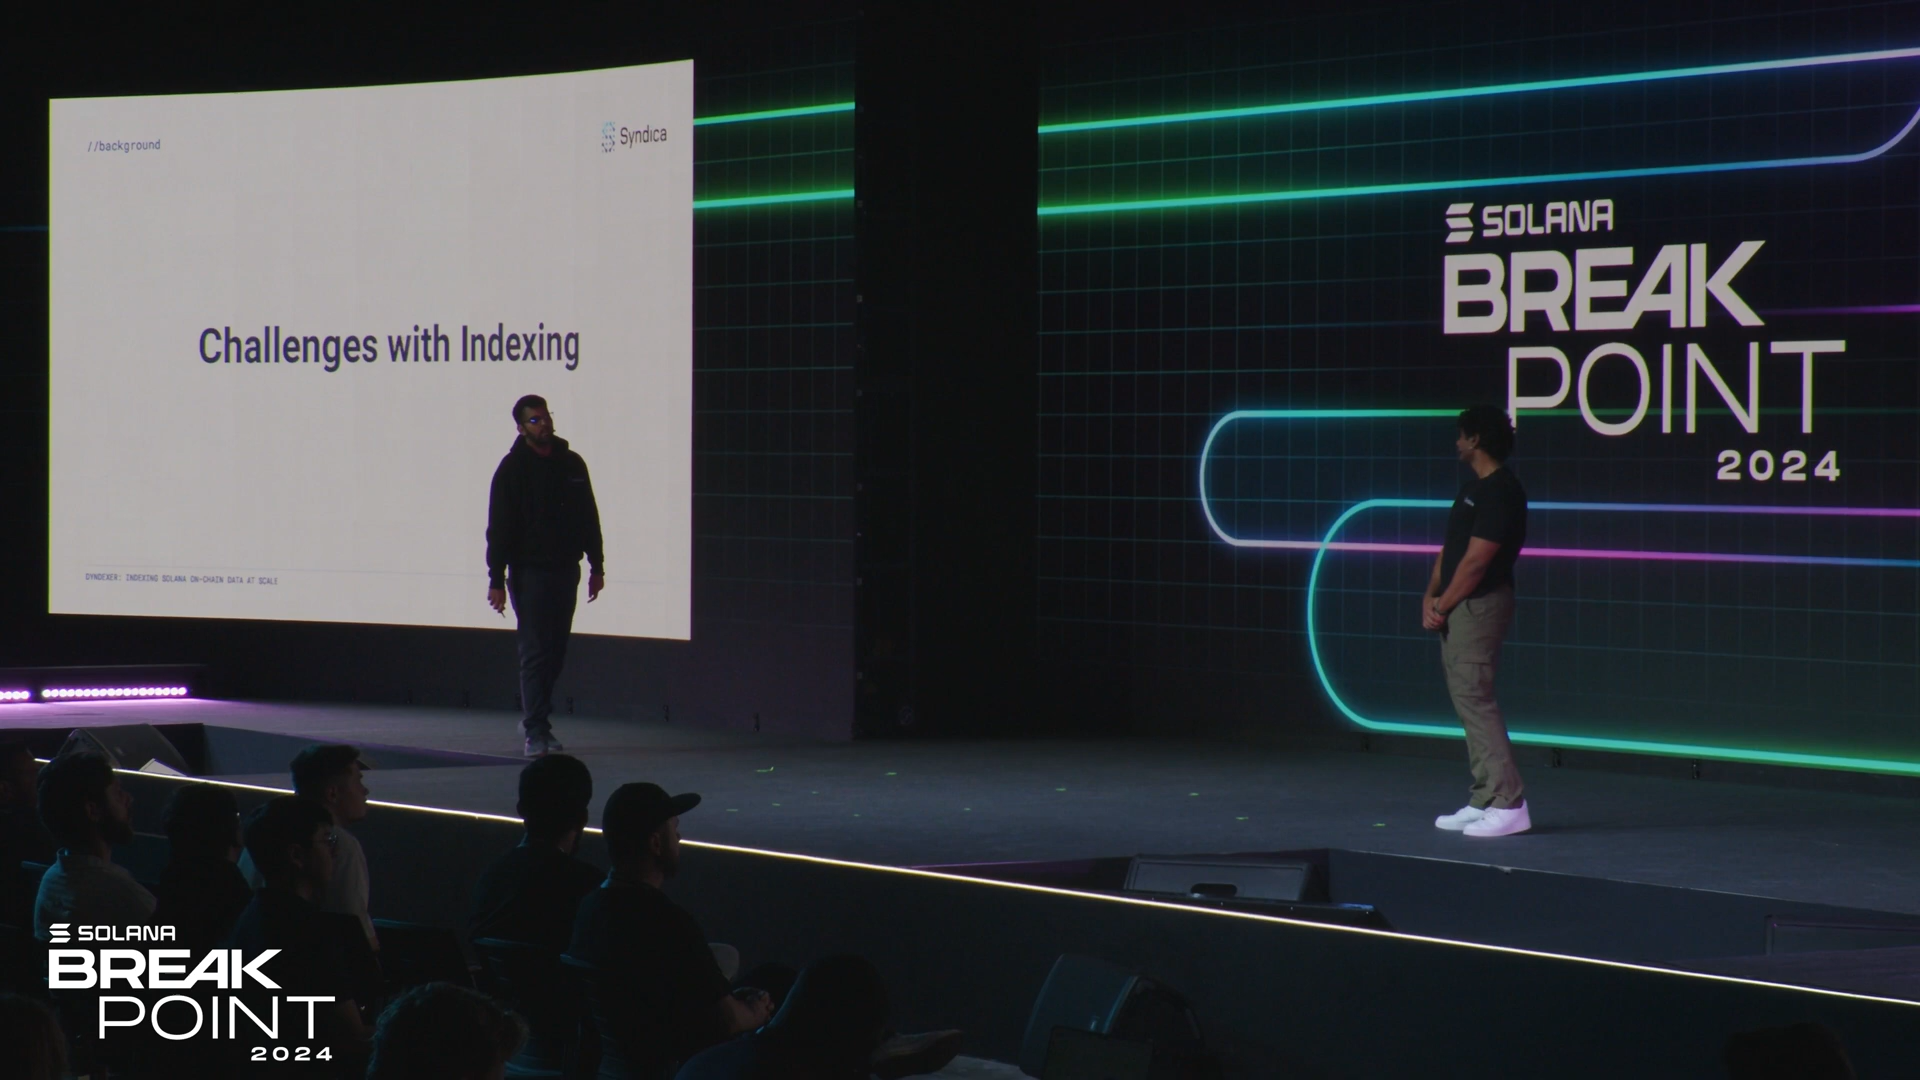 //background
Syndica
Challenges with Indexing
DYNDEXER: INDEXING SOLANA ON-CHAIN DATA AT SCALE
SOLANA
BREAK
POINT
2024
SOLANA
BREAK
POINT
2024